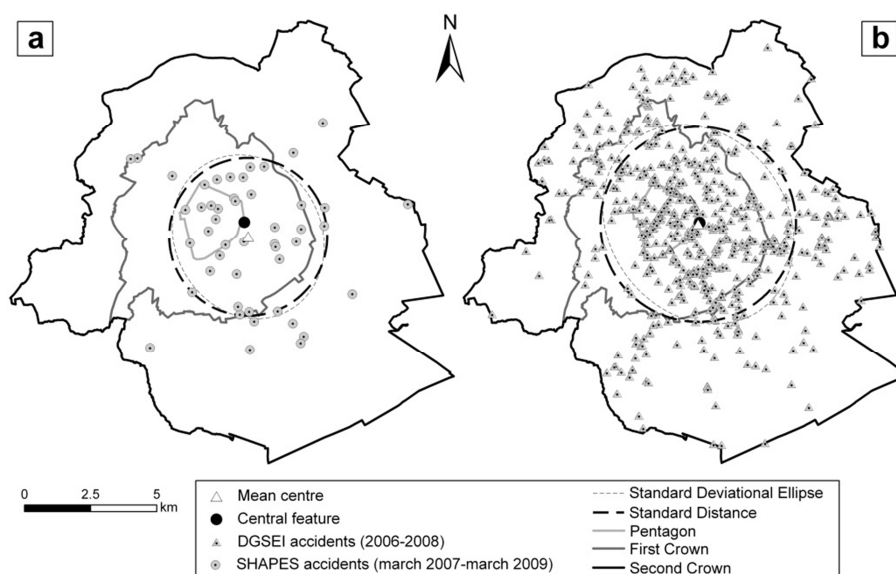 a
N
b
0 2.5 5
km
Mean centre
Central feature
DGSEI accidents (2006-2008)
SHAPES accidents (march 2007-march 2009)
Standard Deviational Ellipse
Standard Distance
Pentagon
First Crown
Second Crown